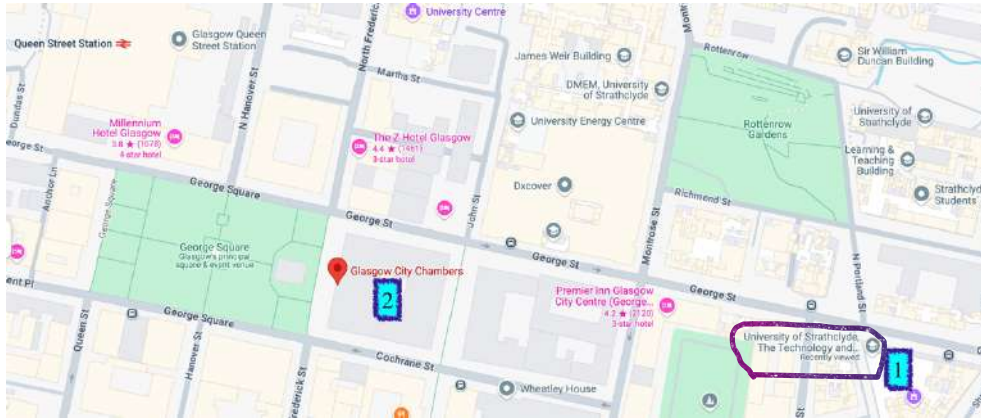 University Centre
Queen Street Station
Glasgow Queen
Street Station
North Frederick
Martha St
James Weir Building
DMEM, University
of Strathclyde
University Energy Centre
Rottenrow
Sir William
Duncan Building
University of
Strathclyde
Learning &
Teaching
Building
Strathclyd
Students
Rottenrow
Gardens
Dundas St
N Hanover St
Millennium
Hotel Glasgow
3.8 ★ (1078)
4-star hotel
The Z Hotel Glasgow
4.4 ★ (1461)
3-star hotel
eorge St
Anchor Ln
George Square
George Square
George Square
Glasgow's principal
square & event venue
George St
John St
Dxcover
Montrose St
Richmond St
N Portland St
George St
George St
Glasgow City Chambers
2
Premier Inn Glasgow
City Centre (George...
4.2 ★ (2120)
3-star hotel
University of Strathclyde,
The Technology and...
Recently viewed
1
ent Pl
Queen St
George Square
Hanover St
Cochrane St
Frederick St
Wheatley House